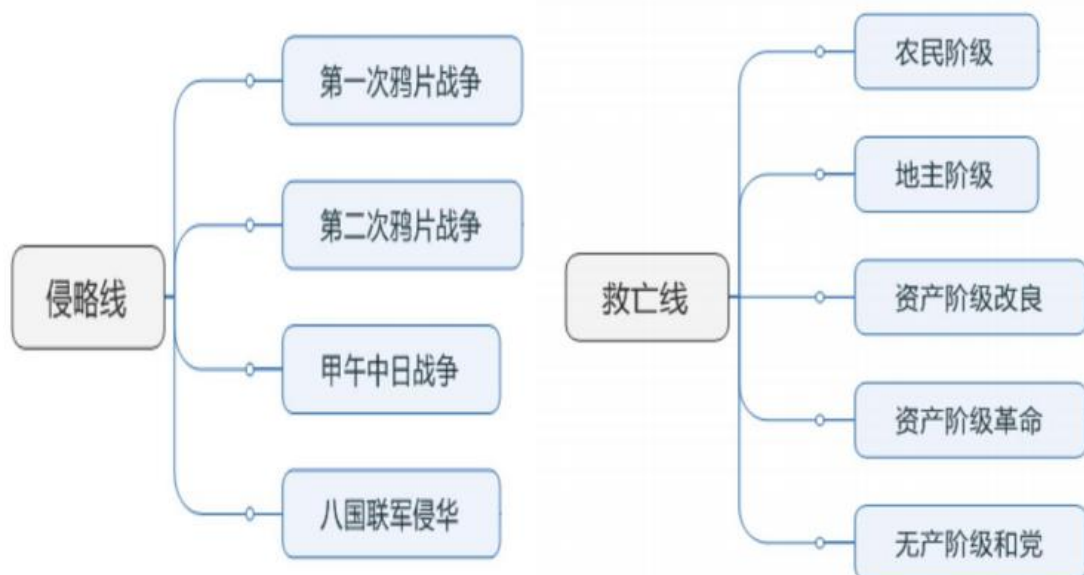 侵略线
第一次鸦片战争
第二次鸦片战争
甲午中日战争
八国联军侵华
救亡线
农民阶级
地主阶级
资产阶级改良
资产阶级革命
无产阶级和党